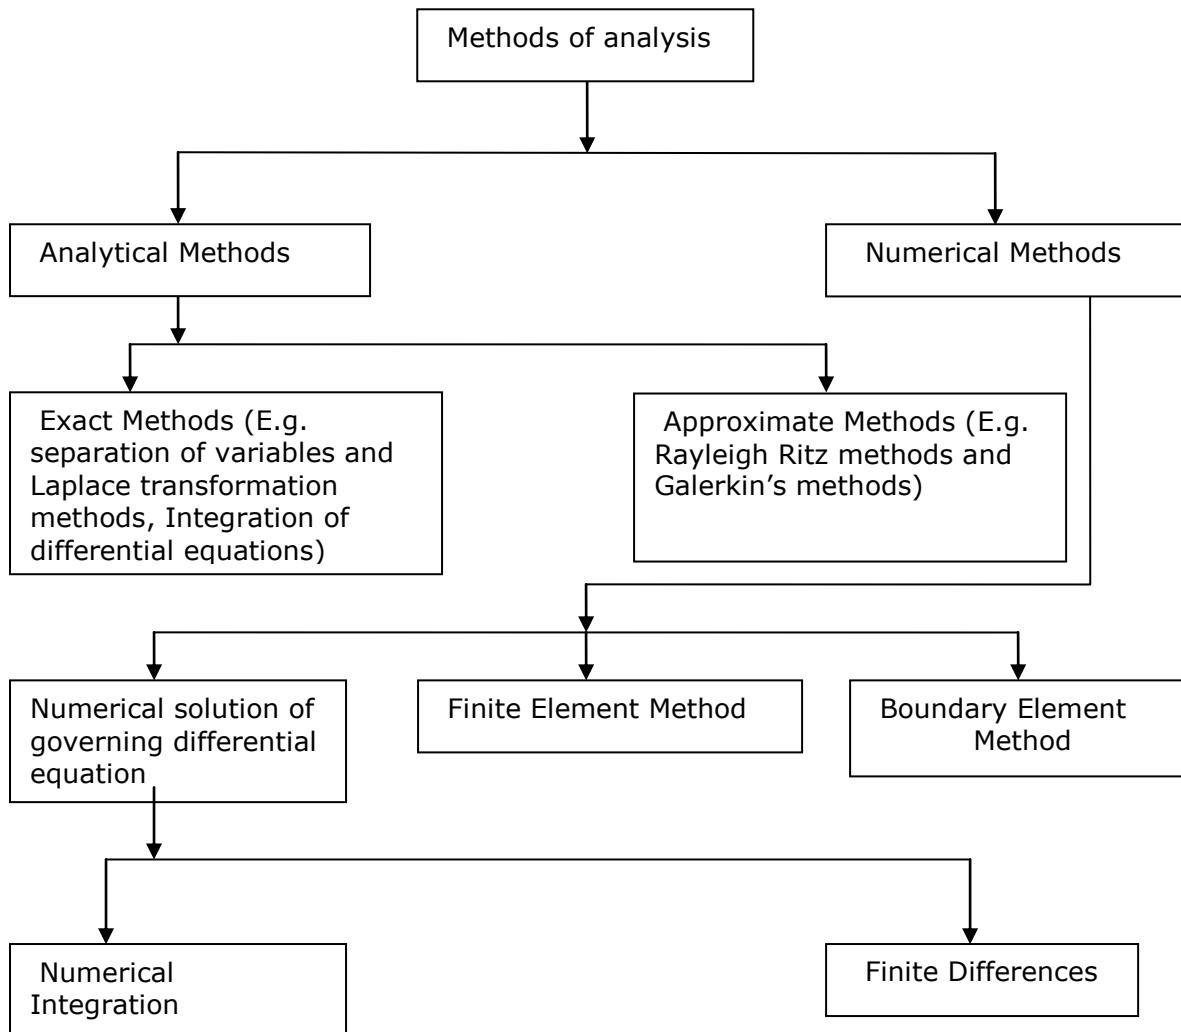 Methods of analysis
Analytical Methods
Numerical Methods
Exact Methods (E.g.
separation of variables and
Laplace transformation
methods, Integration of
differential equations)
Approximate Methods (E.g.
Rayleigh Ritz methods and
Galerkin’s methods)
Numerical solution of
governing differential
equation
Finite Element Method
Boundary Element
Method
Numerical
Integration
Finite Differences